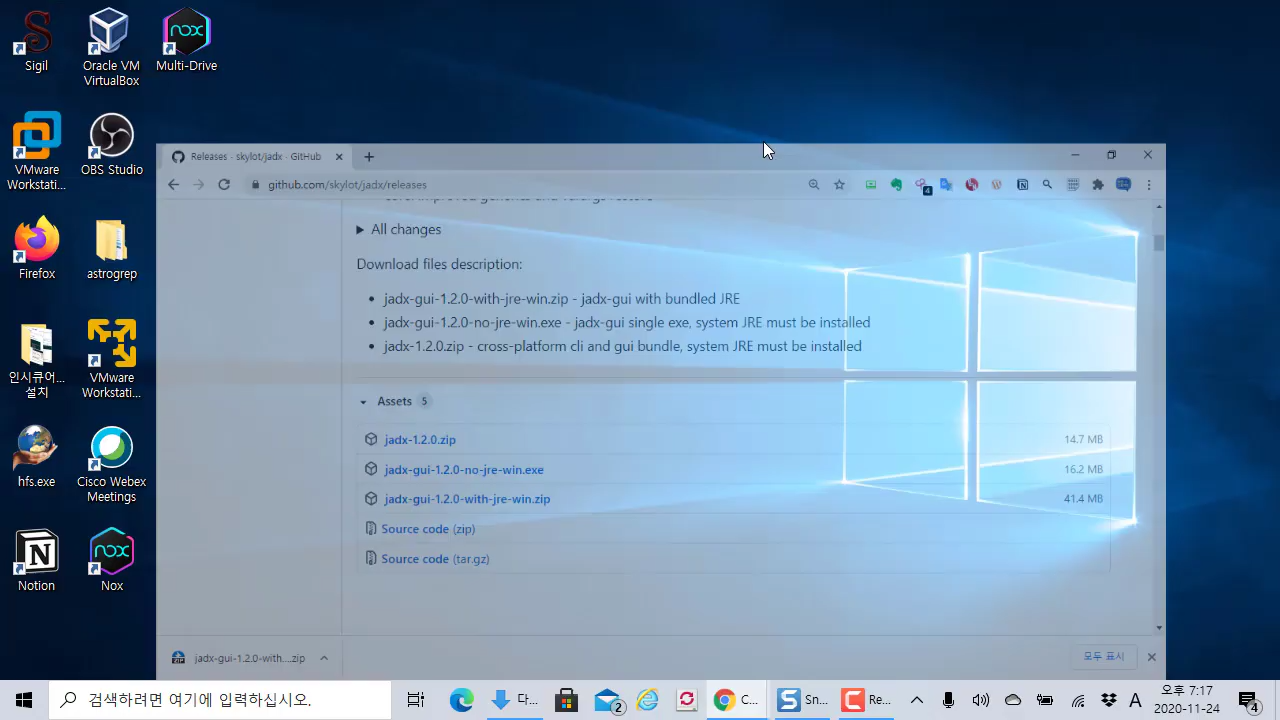 Sigil
Oracle VM
VirtualBox
nox
Multi-Drive
VMware
Workstati...
OBS Studio
Firefox
astrogrep
인시큐어...
설치
VMware
Workstati...
hfs.exe
Cisco Webex
Meetings
Notion
nox
Nox
Releases · skylot/jadx · GitHub
github.com/skylot/jadx/releases
4
All changes
Download files description:
jadx-gui-1.2.0-with-jre-win.zip - jadx-gui with bundled JRE
jadx-gui-1.2.0-no-jre-win.exe - jadx-gui single exe, system JRE must be installed
jadx-1.2.0.zip - cross-platform cli and gui bundle, system JRE must be installed
Assets 5
jadx-1.2.0.zip 14.7 MB
jadx-gui-1.2.0-no-jre-win.exe 16.2 MB
jadx-gui-1.2.0-with-jre-win.zip 41.4 MB
Source code (zip)
Source code (tar.gz)
ZIP
jadx-gui-1.2.0-with....zip
모두 표시
검색하려면 여기에 입력하십시오.
다...
2
C...
S Sn...
C Re...
A
오후 7:17
2020-11-24
4